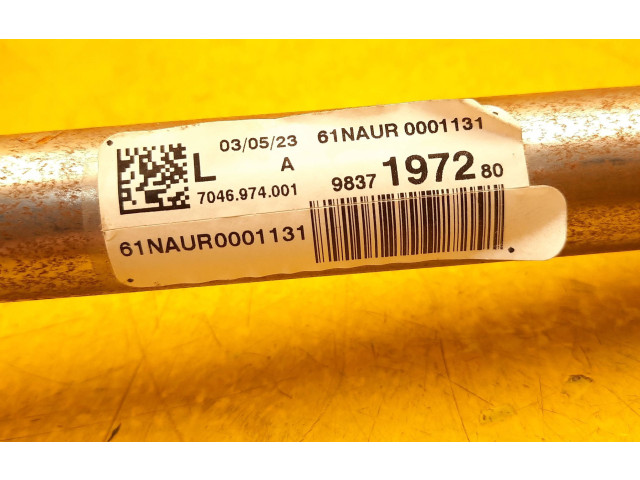 03/05/23 61NAUR 0001131
L A
7046.974.001 9837 1972 80
61NAUR0001131